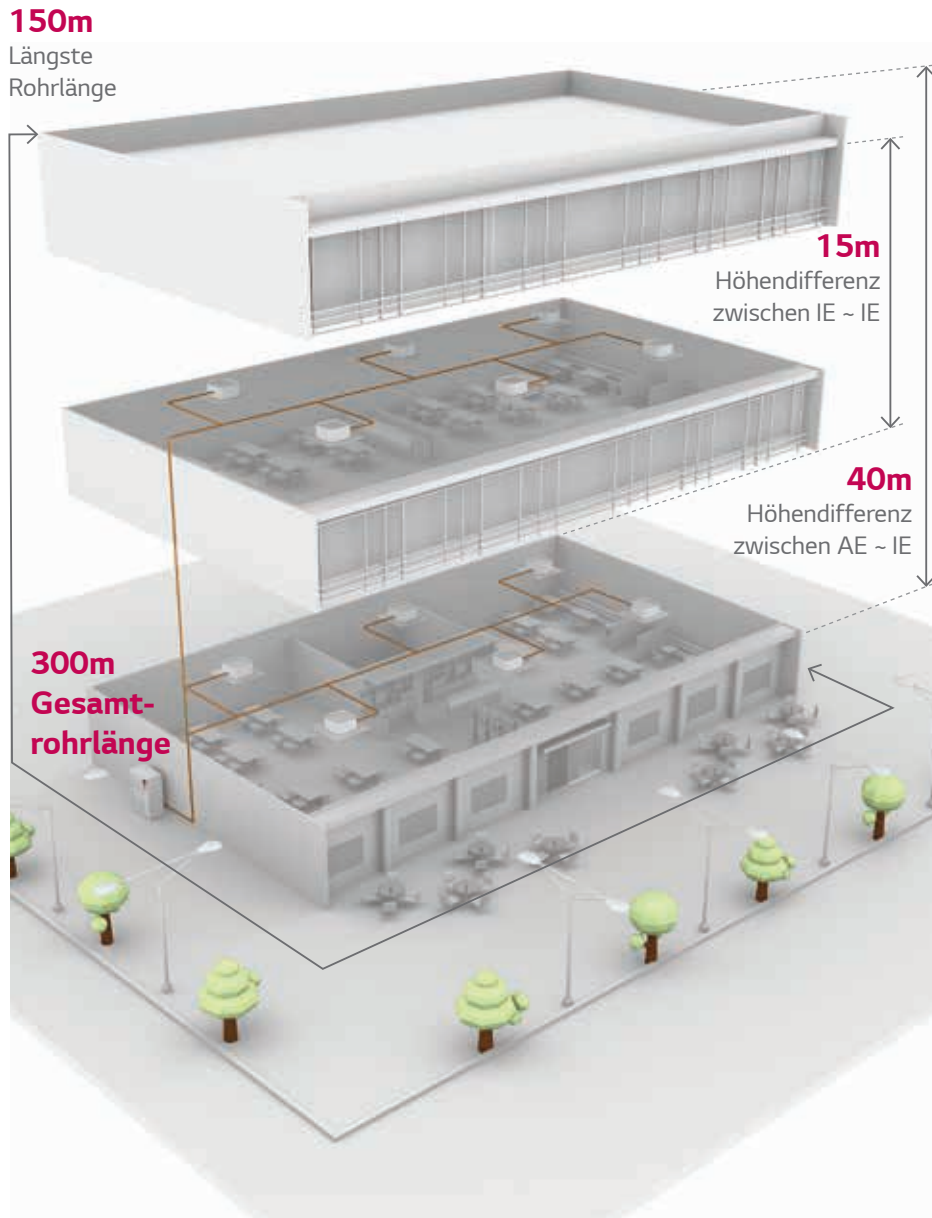 150m
Längste
Rohrlänge
15m
Höhendifferenz
zwischen IE ~ IE
40m
Höhendifferenz
zwischen AE ~ IE
300m
Gesamt-
rohrlänge